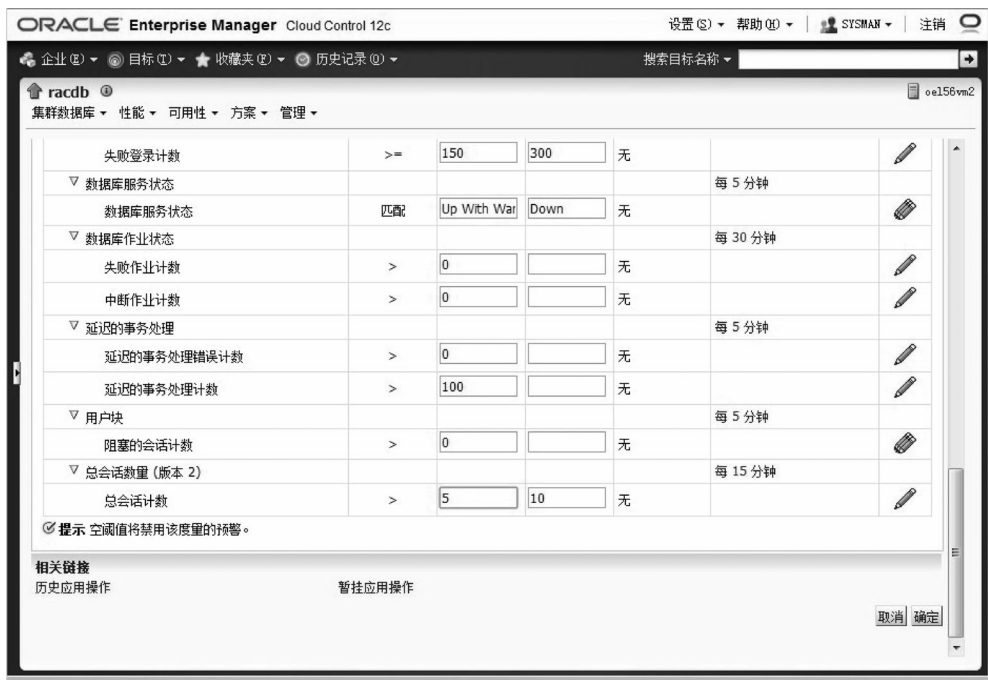 ORACLE Enterprise Manager Cloud Control 12c 设置(S) 帮助(H) SYSMAN 注销
企业(E) 目标(T) 收藏夹(F) 历史记录(O) 搜索目标名称
racdb oel56vm2
集群数据库 性能 可用性 方案 管理
失败登录计数 >= 150 300 无
数据库服务状态 每 5 分钟
数据库服务状态 匹配 Up With War Down 无
数据库作业状态 每 30 分钟
失败作业计数 > 0 无
中断作业计数 > 0 无
延迟的事务处理 每 5 分钟
延迟的事务处理错误计数 > 0 无
延迟的事务处理计数 > 100 无
用户块 每 5 分钟
阻塞的会话计数 > 0 无
总会话数量 (版本 2) 每 15 分钟
总会话计数 > 5 10 无
提示 空阈值将禁用该度量的预警。
相关链接
历史应用操作 暂挂应用操作
取消 确定